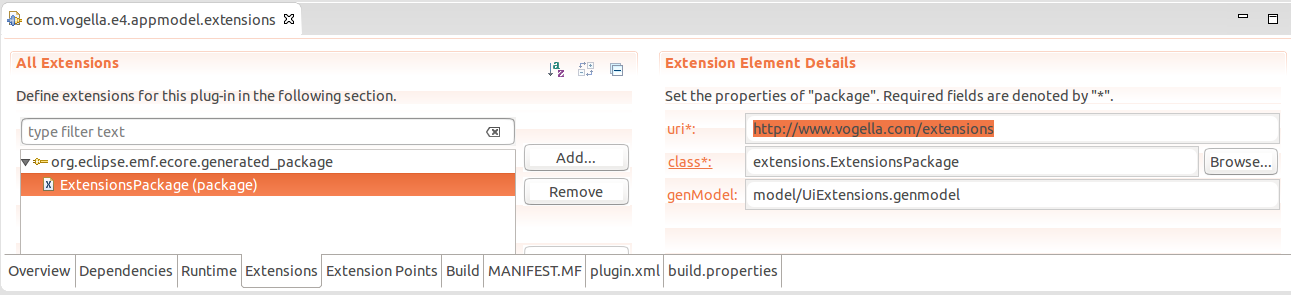 com.vogella.e4.appmodel.extensions
All Extensions
Define extensions for this plug-in in the following section.
type filter text
org.eclipse.emf.ecore.generated_package
ExtensionsPackage (package)
Add...
Remove
Extension Element Details
Set the properties of "package". Required fields are denoted by "*".
uri*: http://www.vogella.com/extensions
class*: extensions.ExtensionsPackage Browse...
genModel: model/UiExtensions.genmodel
Overview Dependencies Runtime Extensions Extension Points Build MANIFEST.MF plugin.xml build.properties